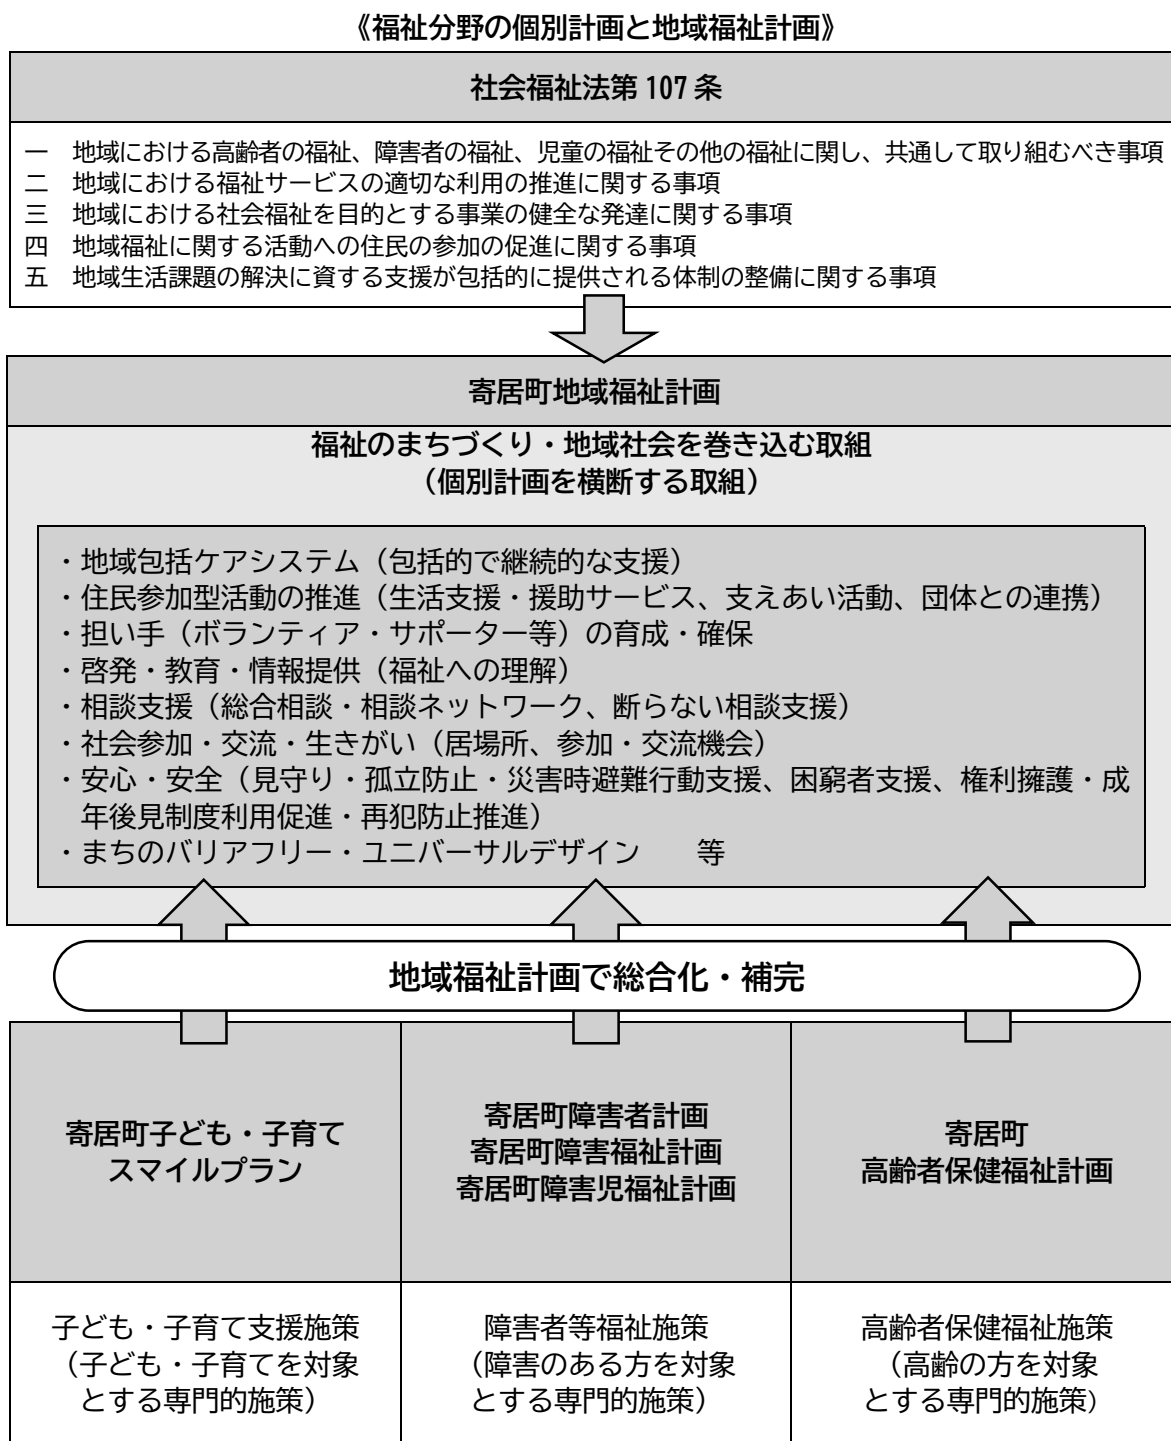 《福祉分野の個別計画と地域福祉計画》
社会福祉法第 107 条
一　地域における高齢者の福祉、障害者の福祉、児童の福祉その他の福祉に関し、共通して取り組むべき事項
二　地域における福祉サービスの適切な利用の推進に関する事項
三　地域における社会福祉を目的とする事業の健全な発達に関する事項
四　地域福祉に関する活動への住民の参加の促進に関する事項
五　地域生活課題の解決に資する支援が包括的に提供される体制の整備に関する事項
寄居町地域福祉計画
福祉のまちづくり・地域社会を巻き込む取組
（個別計画を横断する取組）
・地域包括ケアシステム（包括的で継続的な支援）
・住民参加型活動の推進（生活支援・援助サービス、支えあい活動、団体との連携）
・担い手（ボランティア・サポーター等）の育成・確保
・啓発・教育・情報提供（福祉への理解）
・相談支援（総合相談・相談ネットワーク、断らない相談支援）
・社会参加・交流・生きがい（居場所、参加・交流機会）
・安心・安全（見守り・孤立防止・災害時避難行動支援、困窮者支援、権利擁護・成
年後見制度利用促進・再犯防止推進）
・まちのバリアフリー・ユニバーサルデザイン　　等
地域福祉計画で総合化・補完
寄居町子ども・子育て
スマイルプラン
寄居町障害者計画
寄居町障害福祉計画
寄居町障害児福祉計画
寄居町
高齢者保健福祉計画
子ども・子育て支援施策
（子ども・子育てを対象
とする専門的施策）
障害者等福祉施策
（障害のある方を対象
とする専門的施策）
高齢者保健福祉施策
（高齢の方を対象
とする専門的施策）